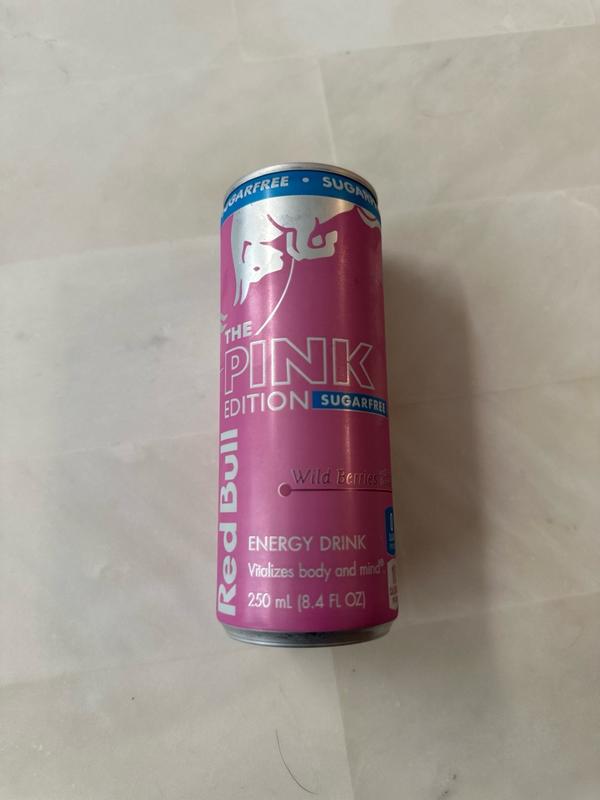 SUGARFREE • SUGAR
THE
PINK
EDITION SUGARFREE
Red Bull
Wild Berries
ENERGY DRINK
Vitalizes body and mind®
250 mL (8.4 FL OZ)